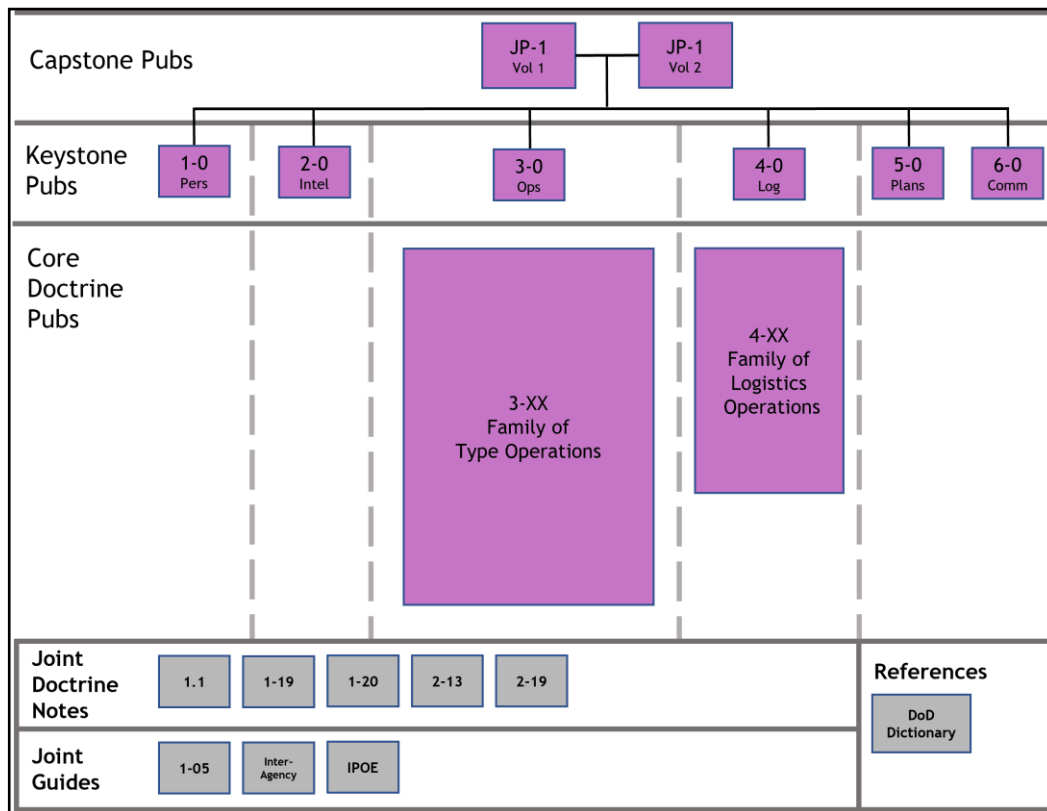 Capstone Pubs
JP-1
Vol 1
JP-1
Vol 2
Keystone
Pubs
1-0
Pers
2-0
Intel
3-0
Ops
4-0
Log
5-0
Plans
6-0
Comm
Core
Doctrine
Pubs
3-XX
Family of
Type Operations
4-XX
Family of
Logistics
Operations
Joint
Doctrine
Notes
1.1
1-19
1-20
2-13
2-19
References
DoD
Dictionary
Joint
Guides
1-05
Inter-
Agency
IPOE